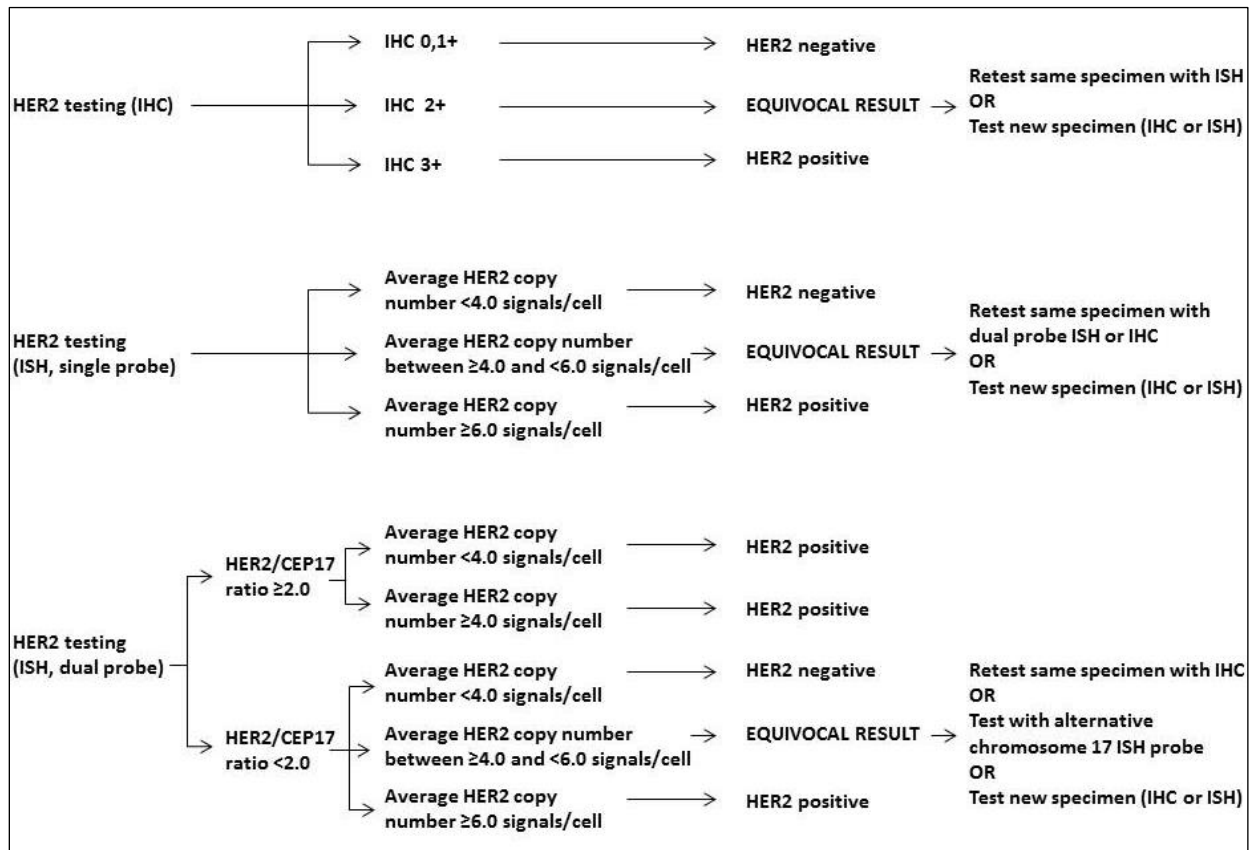 HER2 testing (IHC)
IHC 0,1+
HER2 negative
IHC 2+
EQUIVOCAL RESULT
Retest same specimen with ISH
OR
Test new specimen (IHC or ISH)
IHC 3+
HER2 positive
HER2 testing
(ISH, single probe)
Average HER2 copy
number <4.0 signals/cell
HER2 negative
Average HER2 copy number
between ≥4.0 and <6.0 signals/cell
EQUIVOCAL RESULT
Retest same specimen with
dual probe ISH or IHC
OR
Test new specimen (IHC or ISH)
Average HER2 copy
number ≥6.0 signals/cell
HER2 positive
HER2 testing
(ISH, dual probe)
HER2/CEP17
ratio ≥2.0
Average HER2 copy
number <4.0 signals/cell
HER2 positive
Average HER2 copy
number ≥4.0 signals/cell
HER2 positive
HER2/CEP17
ratio <2.0
Average HER2 copy
number <4.0 signals/cell
HER2 negative
Average HER2 copy number
between ≥4.0 and <6.0 signals/cell
EQUIVOCAL RESULT
Retest same specimen with IHC
OR
Test with alternative
chromosome 17 ISH probe
OR
Test new specimen (IHC or ISH)
Average HER2 copy
number ≥6.0 signals/cell
HER2 positive